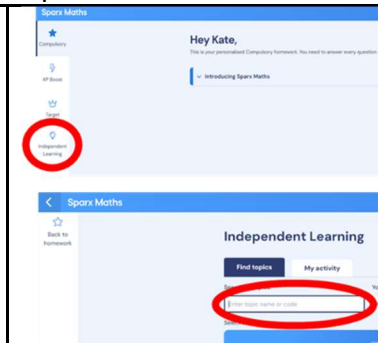 Sparx Maths
Compulsory
Hey Kate,
This is your personalised Compulsory homework. You need to answer every question
XP Boost
Introducing Sparx Maths
Target
Independent
Learning
Sparx Maths
Back to
homework
Independent Learning
Find topics
My activity
Enter topic name or code